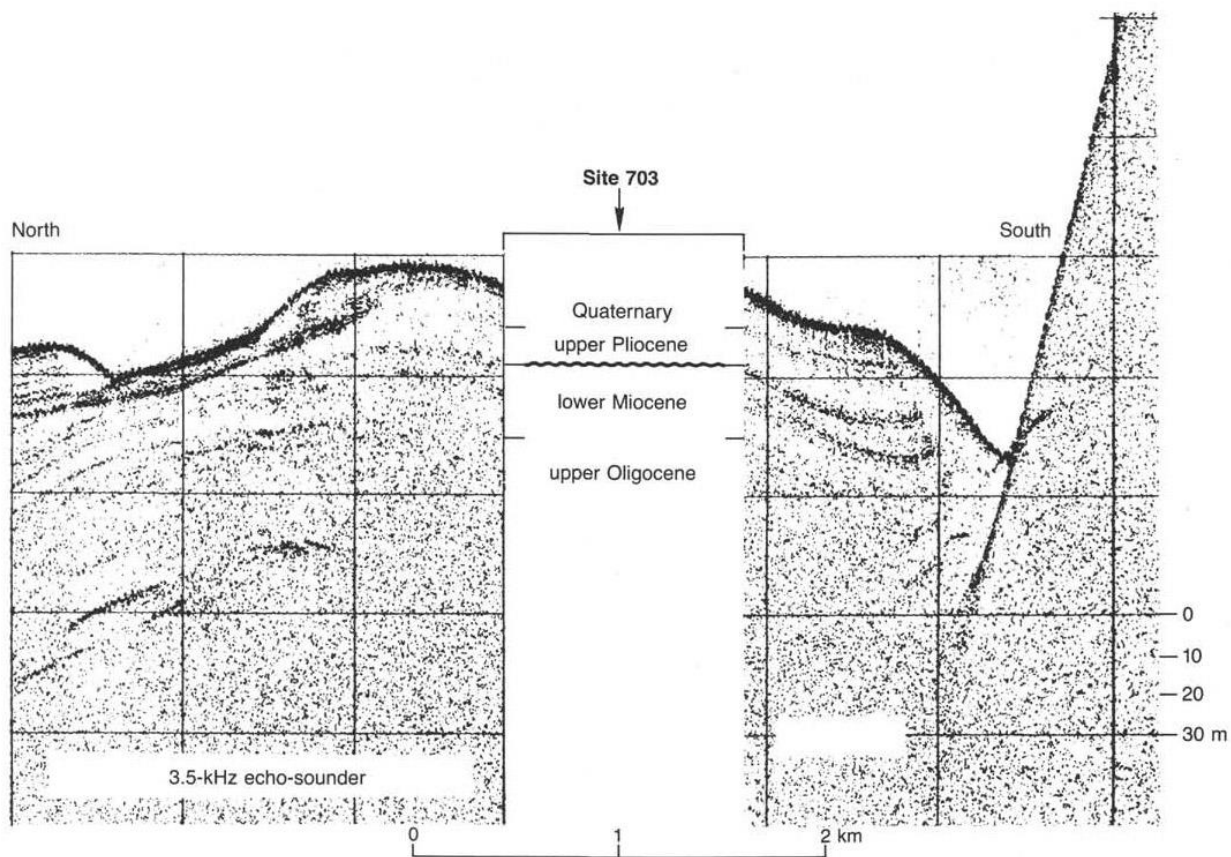 Site 703
North
South
Quaternary
upper Pliocene
lower Miocene
upper Oligocene
0
10
20
30 m
3.5-kHz echo-sounder
0 1 2 km